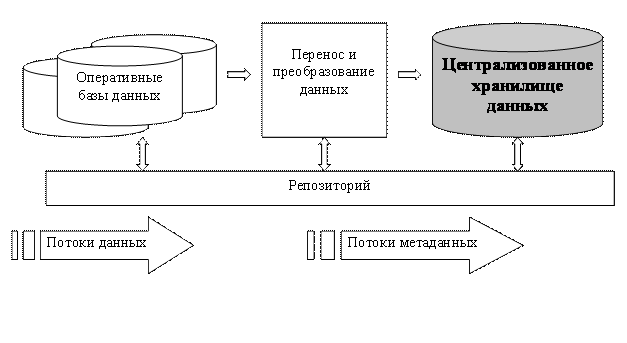 Оперативные
базы данных
Перенос и
преобразование
данных
Централизованное
хранилище
данных
Репозиторий
Потоки данных
Потоки метаданных